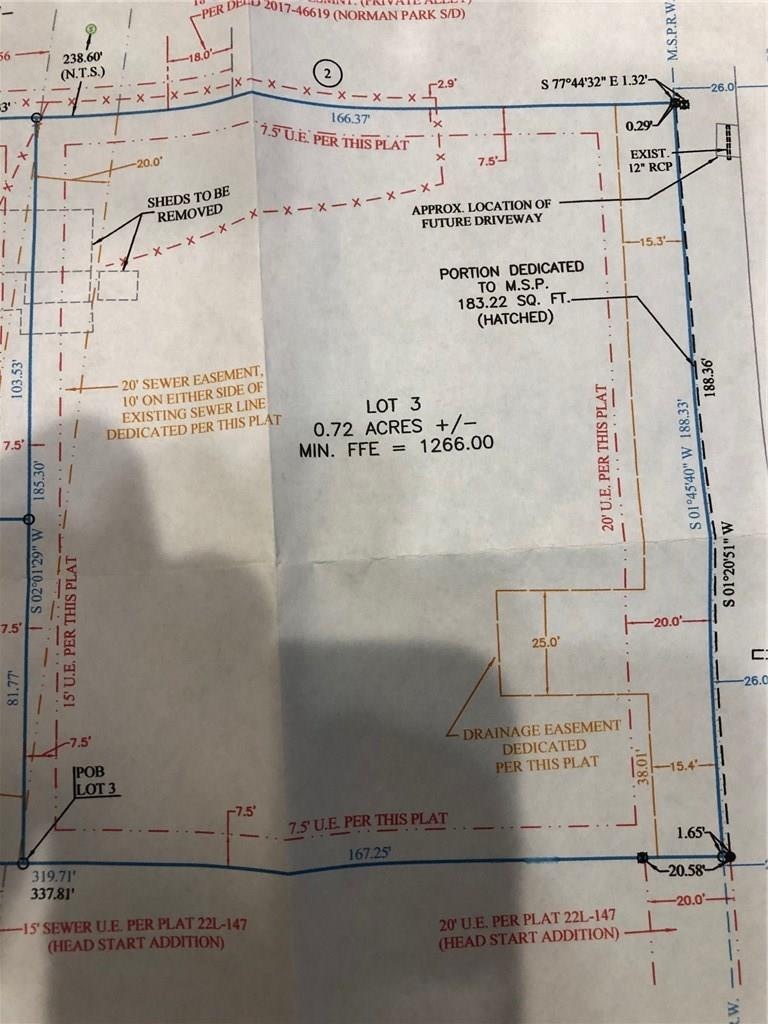 PER DEED 2017-46619 (NORMAN PARK S/D)
M.S.P.R.W.
238.60'
(N.T.S.)
18.0'
2
2.9'
S 77°44'32" E 1.32'
26.0
166.37'
0.29'
7.5' U.E. PER THIS PLAT
7.5'
EXIST.
12" RCP
20.0'
SHEDS TO BE
REMOVED
APPROX. LOCATION OF
FUTURE DRIVEWAY
15.3'
PORTION DEDICATED
TO M.S.P.
183.22 SQ. FT.
(HATCHED)
103.53'
20' SEWER EASEMENT,
10' ON EITHER SIDE OF
EXISTING SEWER LINE
DEDICATED PER THIS PLAT
LOT 3
0.72 ACRES +/-
MIN. FFE = 1266.00
188.36'
20' U.E. PER THIS PLAT
S 01°45'40" W 188.33'
7.5'
185.30'
S 02°01'29" W
S 01°20'51" W
15' U.E. PER THIS PLAT
7.5'
25.0'
20.0'
81.77'
26.0
DRAINAGE EASEMENT
DEDICATED
PER THIS PLAT
7.5'
38.01'
15.4'
POB
LOT 3
7.5'
7.5' U.E. PER THIS PLAT
1.65'
167.25'
20.58'
319.71'
337.81'
20.0'
15' SEWER U.E. PER PLAT 22L-147
(HEAD START ADDITION)
20' U.E. PER PLAT 22L-147
(HEAD START ADDITION)
R.W.